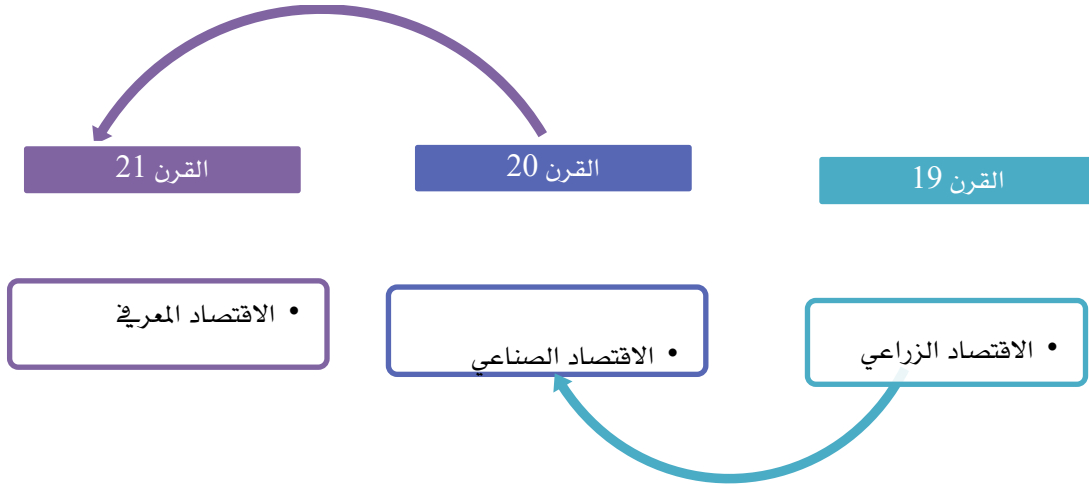 القرن 19
القرن 20
القرن 21
• الاقتصاد الزراعي
• الاقتصاد الصناعي
• الاقتصاد المعرفي